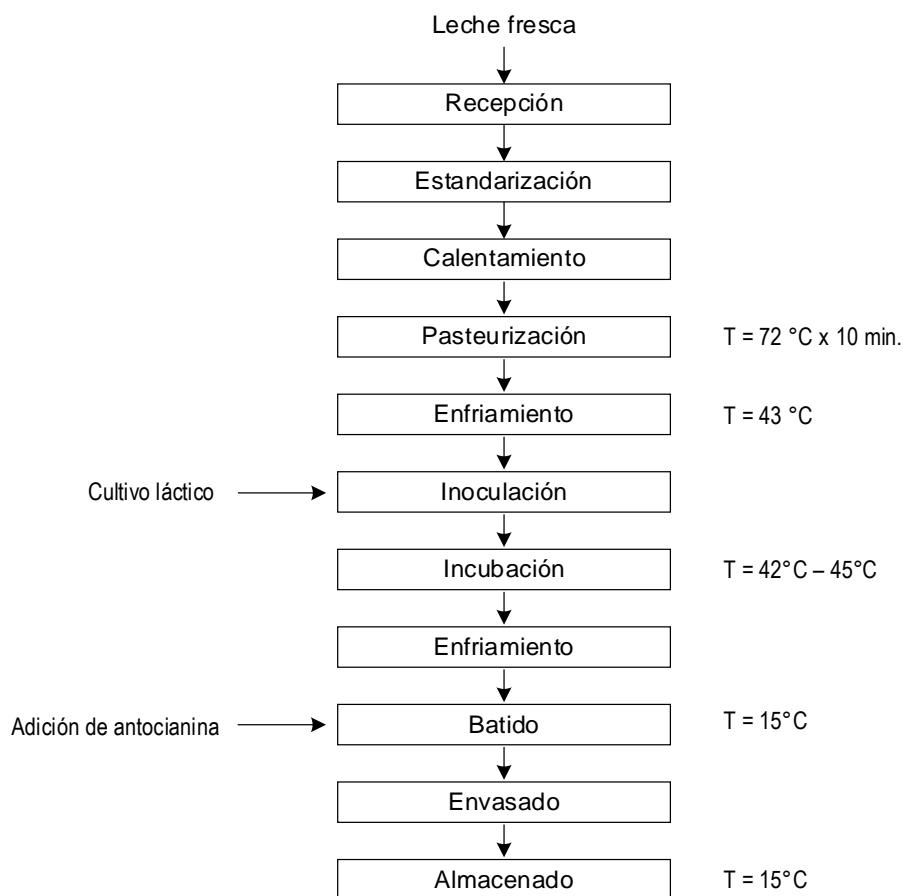 Leche fresca
Recepción
Estandarización
Calentamiento
Pasteurización T = 72 °C x 10 min.
Enfriamiento T = 43 °C
Cultivo láctico Inoculación
Incubación T = 42°C – 45°C
Enfriamiento
Adición de antocianina Batido T = 15°C
Envasado
Almacenado T = 15°C